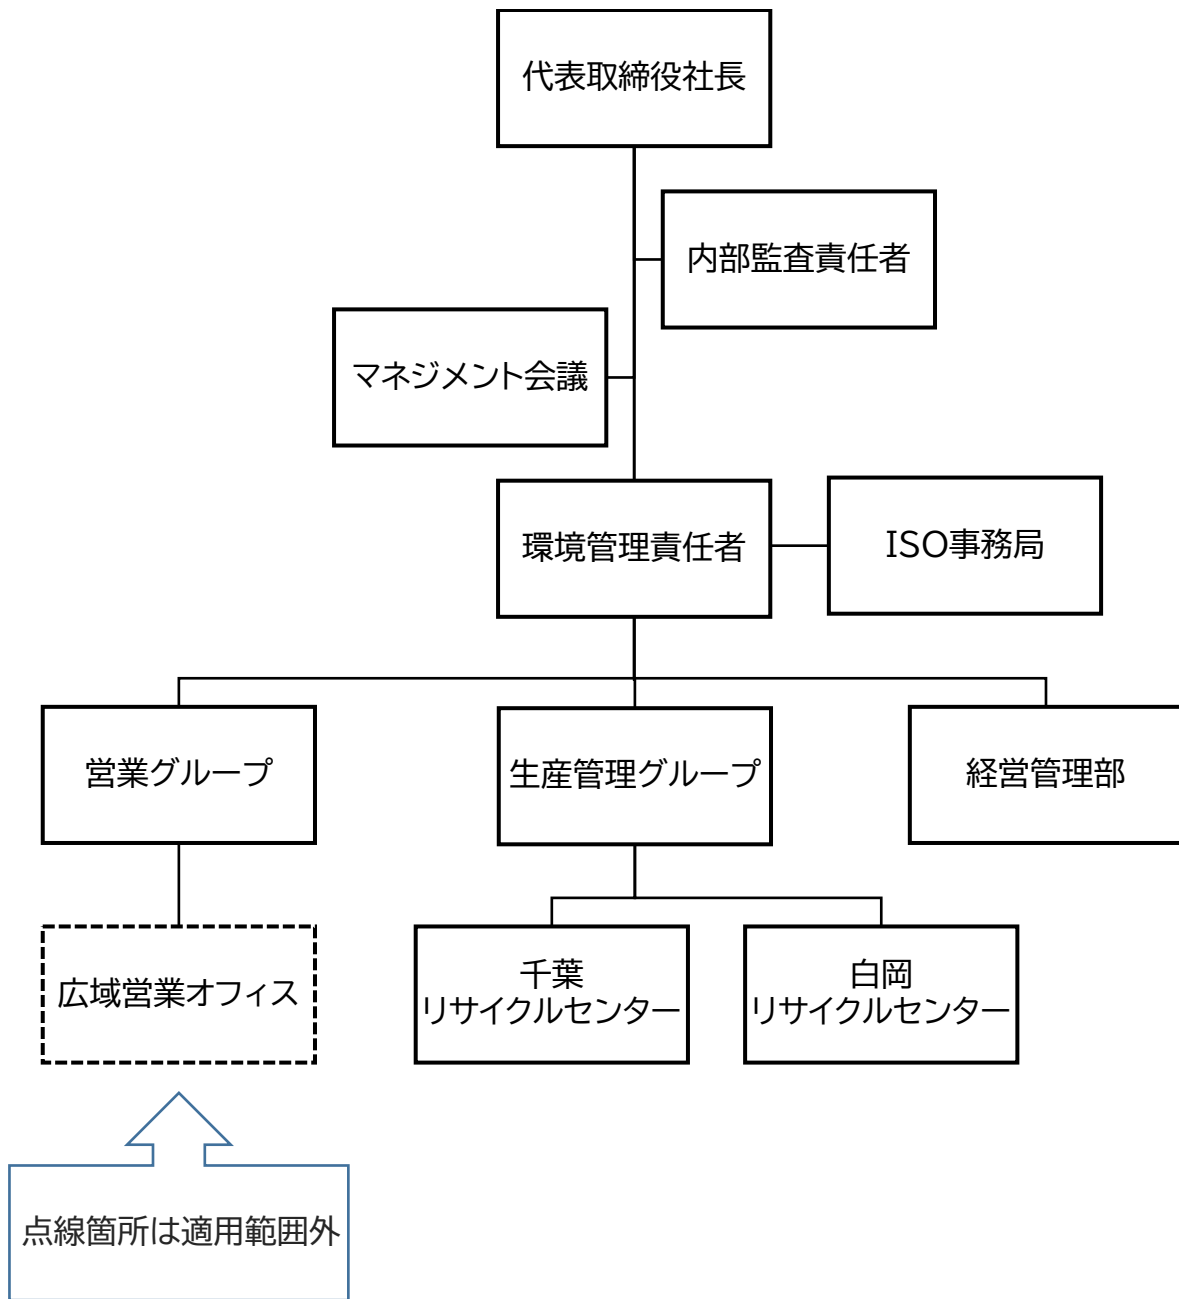 代表取締役社長
内部監査責任者
マネジメント会議
環境管理責任者
ISO事務局
営業グループ
生産管理グループ
経営管理部
広域営業オフィス
千葉
リサイクルセンター
白岡
リサイクルセンター
点線箇所は適用範囲外